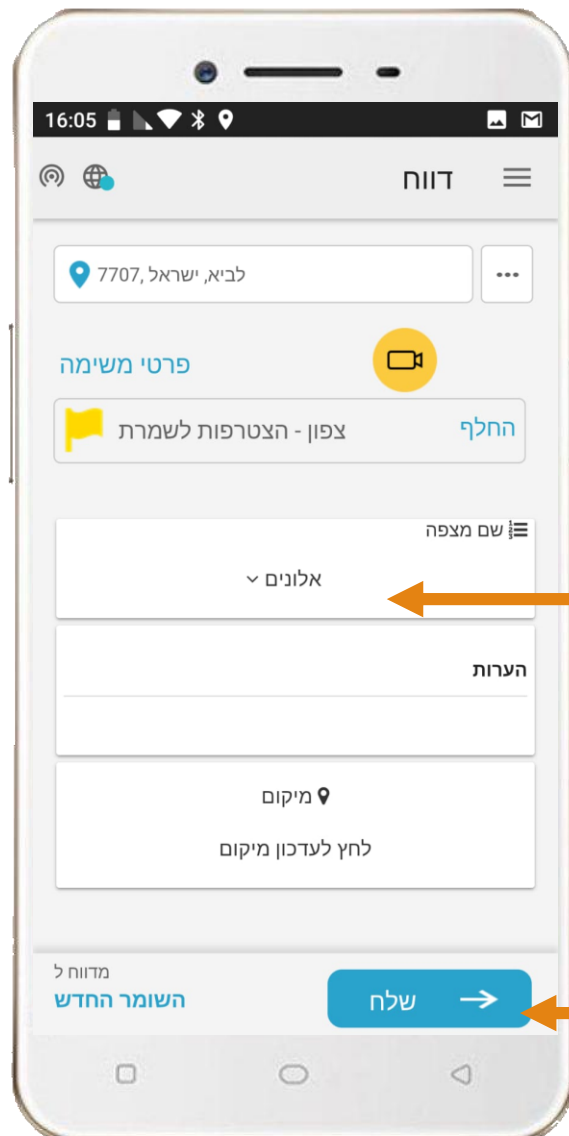 16:05
דווח
לביא, ישראל ,7707
פרטי משימה
צפון - הצטרפות לשמרת
החלף
שם מצפה
אלונים
הערות
מיקום
לחץ לעדכון מיקום
מדווח ל
השומר החדש
שלח